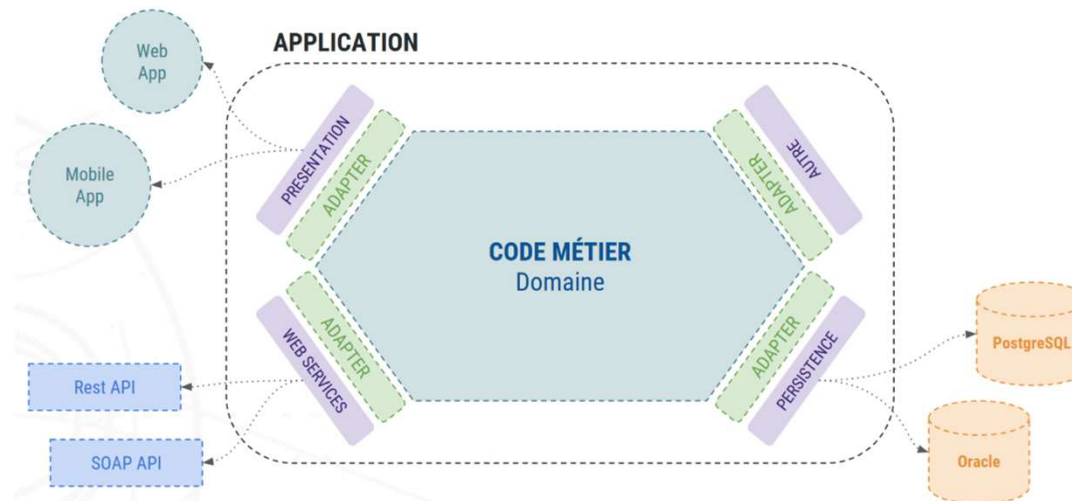 APPLICATION
Web
App
Mobile
App
PRESENTATION
ADAPTER
ADAPTER
AUTRE
CODE MÉTIER
Domaine
WEB SERVICES
ADAPTER
ADAPTER
PERSISTENCE
Rest API
SOAP API
PostgreSQL
Oracle